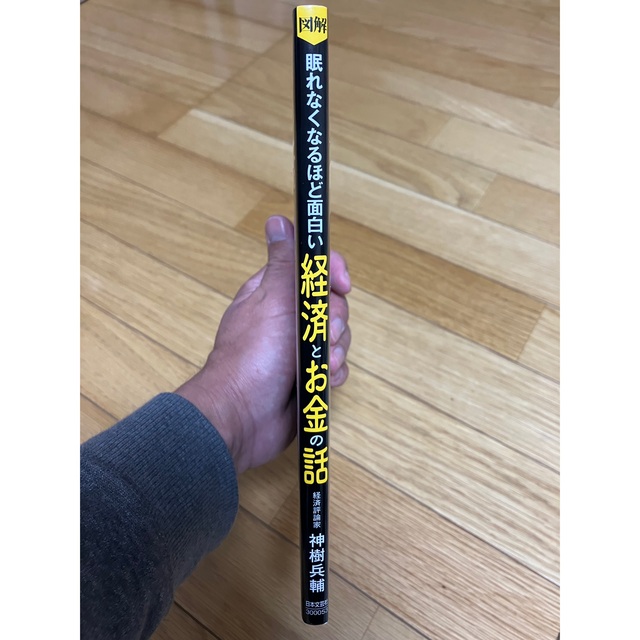 図解
眠れなくなるほど面白い
経済とお金の話
経済評論家
神樹兵輔
日本文芸